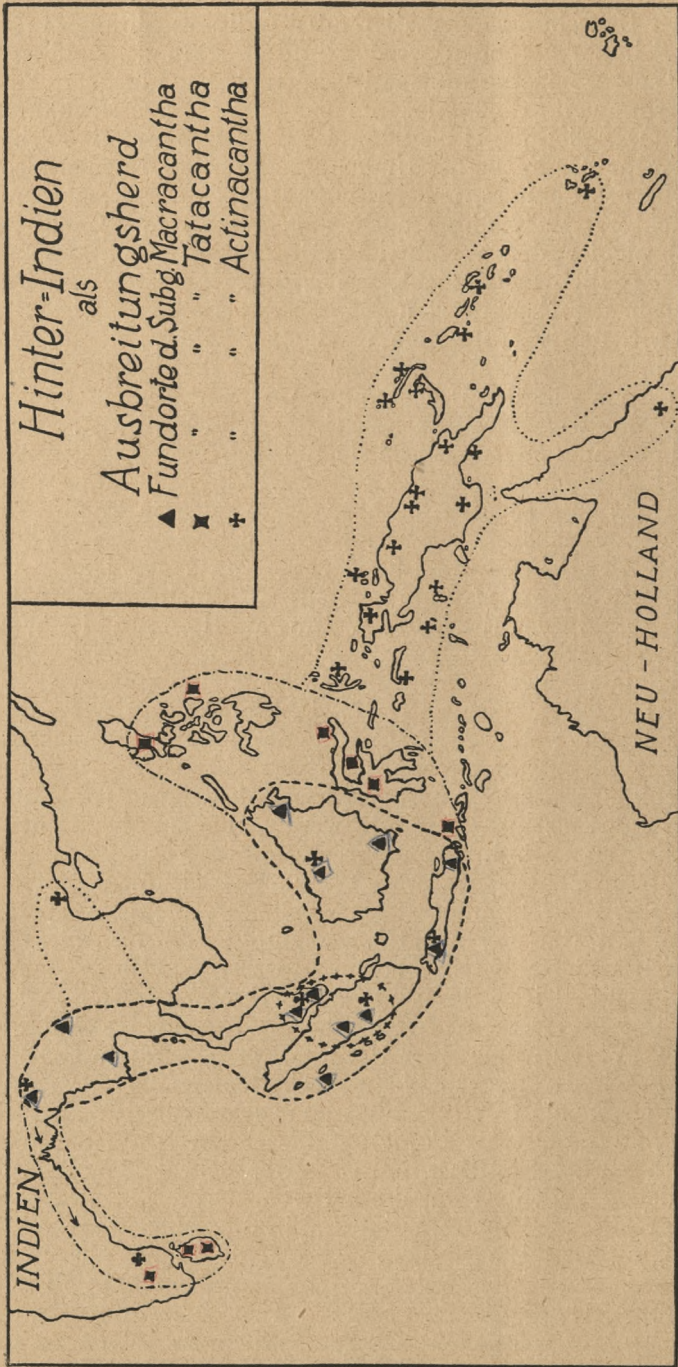 Hinter=Indien
als
Ausbreitungsherd
Fundorte d. Subg. Macracantha
" " " Tatacantha
" " " Actinacantha
INDIEN
NEU-HOLLAND